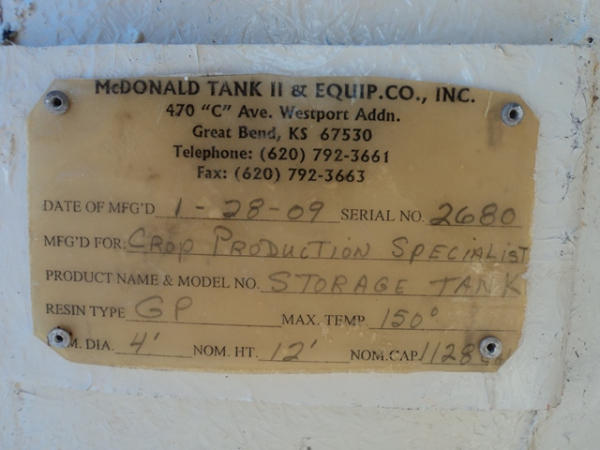 McDONALD TANK II & EQUIP.CO., INC.
470 "C" Ave. Westport Addn.
Great Bend, KS 67530
Telephone: (620) 792-3661
Fax: (620) 792-3663
DATE OF MFG'D 1-28-09 SERIAL NO. 2680
MFG'D FOR: CROP PRODUCTION SPECIALIST
PRODUCT NAME & MODEL NO. STORAGE TANK
RESIN TYPE GP MAX. TEMP 150°
DIA. 4' NOM. HT. 12' NOM.CAP. 1128